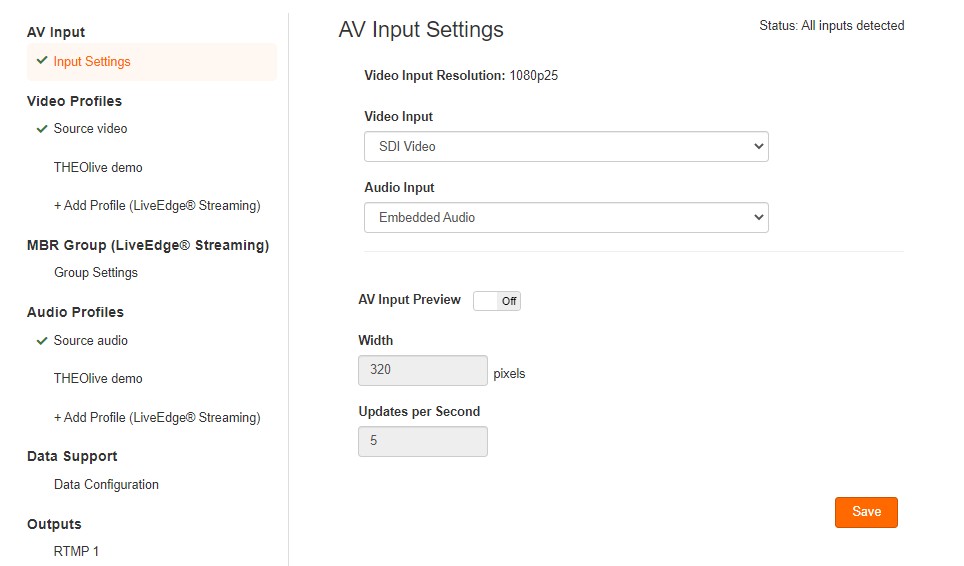 AV Input
Input Settings
Video Profiles
Source video
THEOlive demo
+ Add Profile (LiveEdge® Streaming)
MBR Group (LiveEdge® Streaming)
Group Settings
Audio Profiles
Source audio
THEOlive demo
+ Add Profile (LiveEdge® Streaming)
Data Support
Data Configuration
Outputs
RTMP 1
AV Input Settings
Status: All inputs detected
Video Input Resolution: 1080p25
Video Input
SDI Video
Audio Input
Embedded Audio
AV Input Preview Off
Width
320 pixels
Updates per Second
5
Save